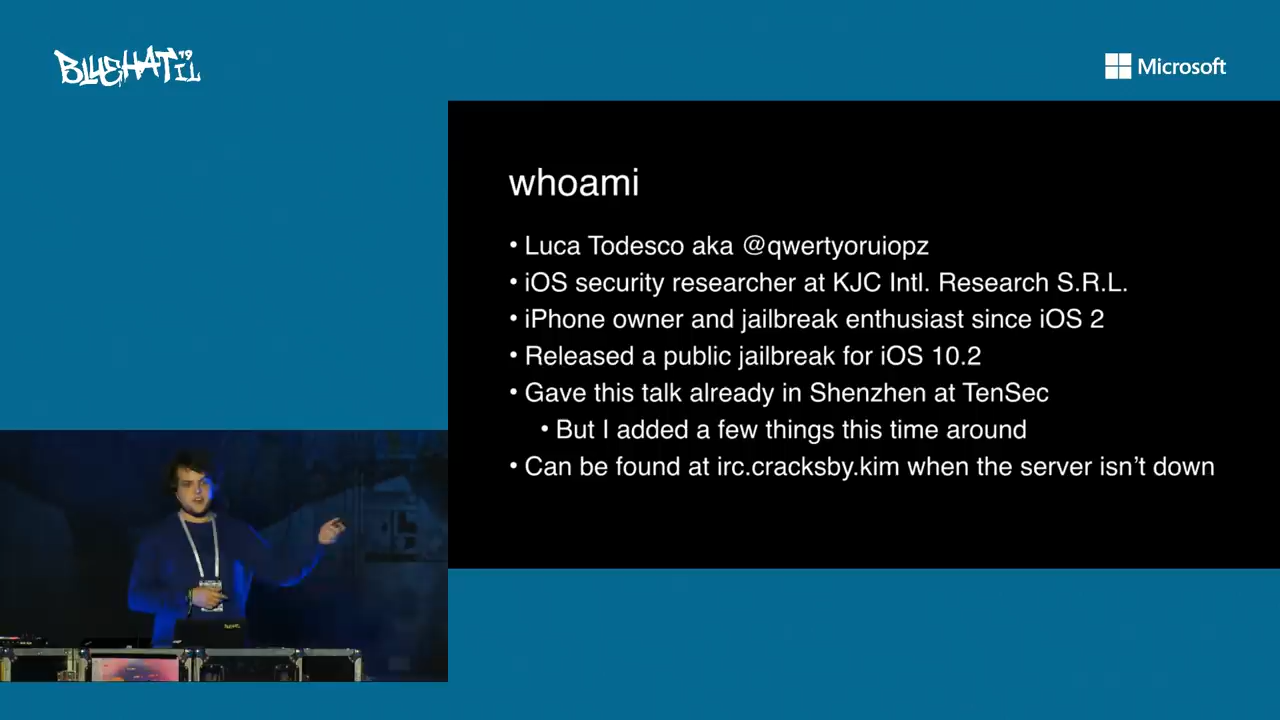 BLUEHAT 19
IL
Microsoft
whoami
• Luca Todesco aka @qwertyoruiopz
• iOS security researcher at KJC Intl. Research S.R.L.
• iPhone owner and jailbreak enthusiast since iOS 2
• Released a public jailbreak for iOS 10.2
• Gave this talk already in Shenzhen at TenSec
• But I added a few things this time around
• Can be found at irc.cracksby.kim when the server isn’t down